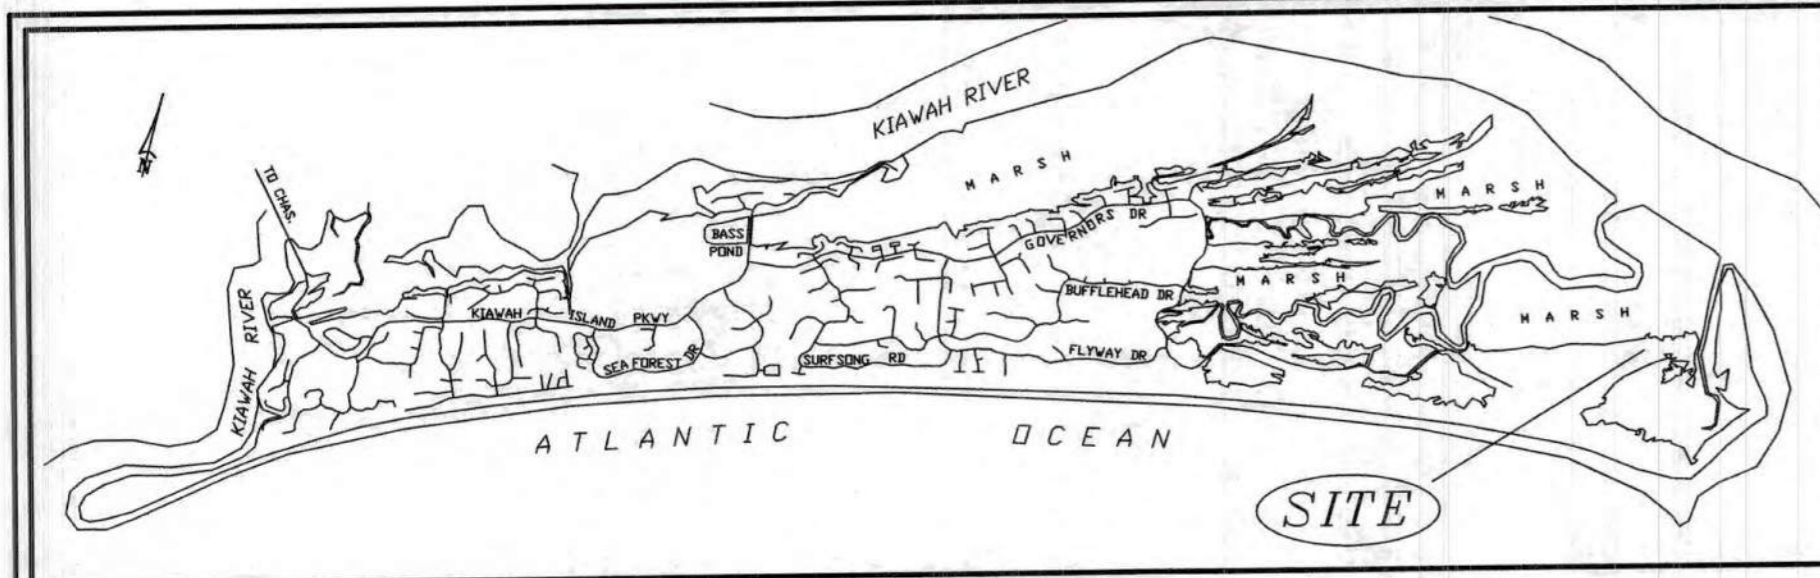 KIAWAH RIVER
TO CHAS.
MARSH
MARSH
BASS
POND
GOVERNORS DR
MARSH
BUFFLEHEAD DR
KIAWAH ISLAND PKWY
MARSH
KIAWAH RIVER
SEA FOREST DR
SURFSONG RD
FLYWAY DR
ATLANTIC OCEAN
SITE